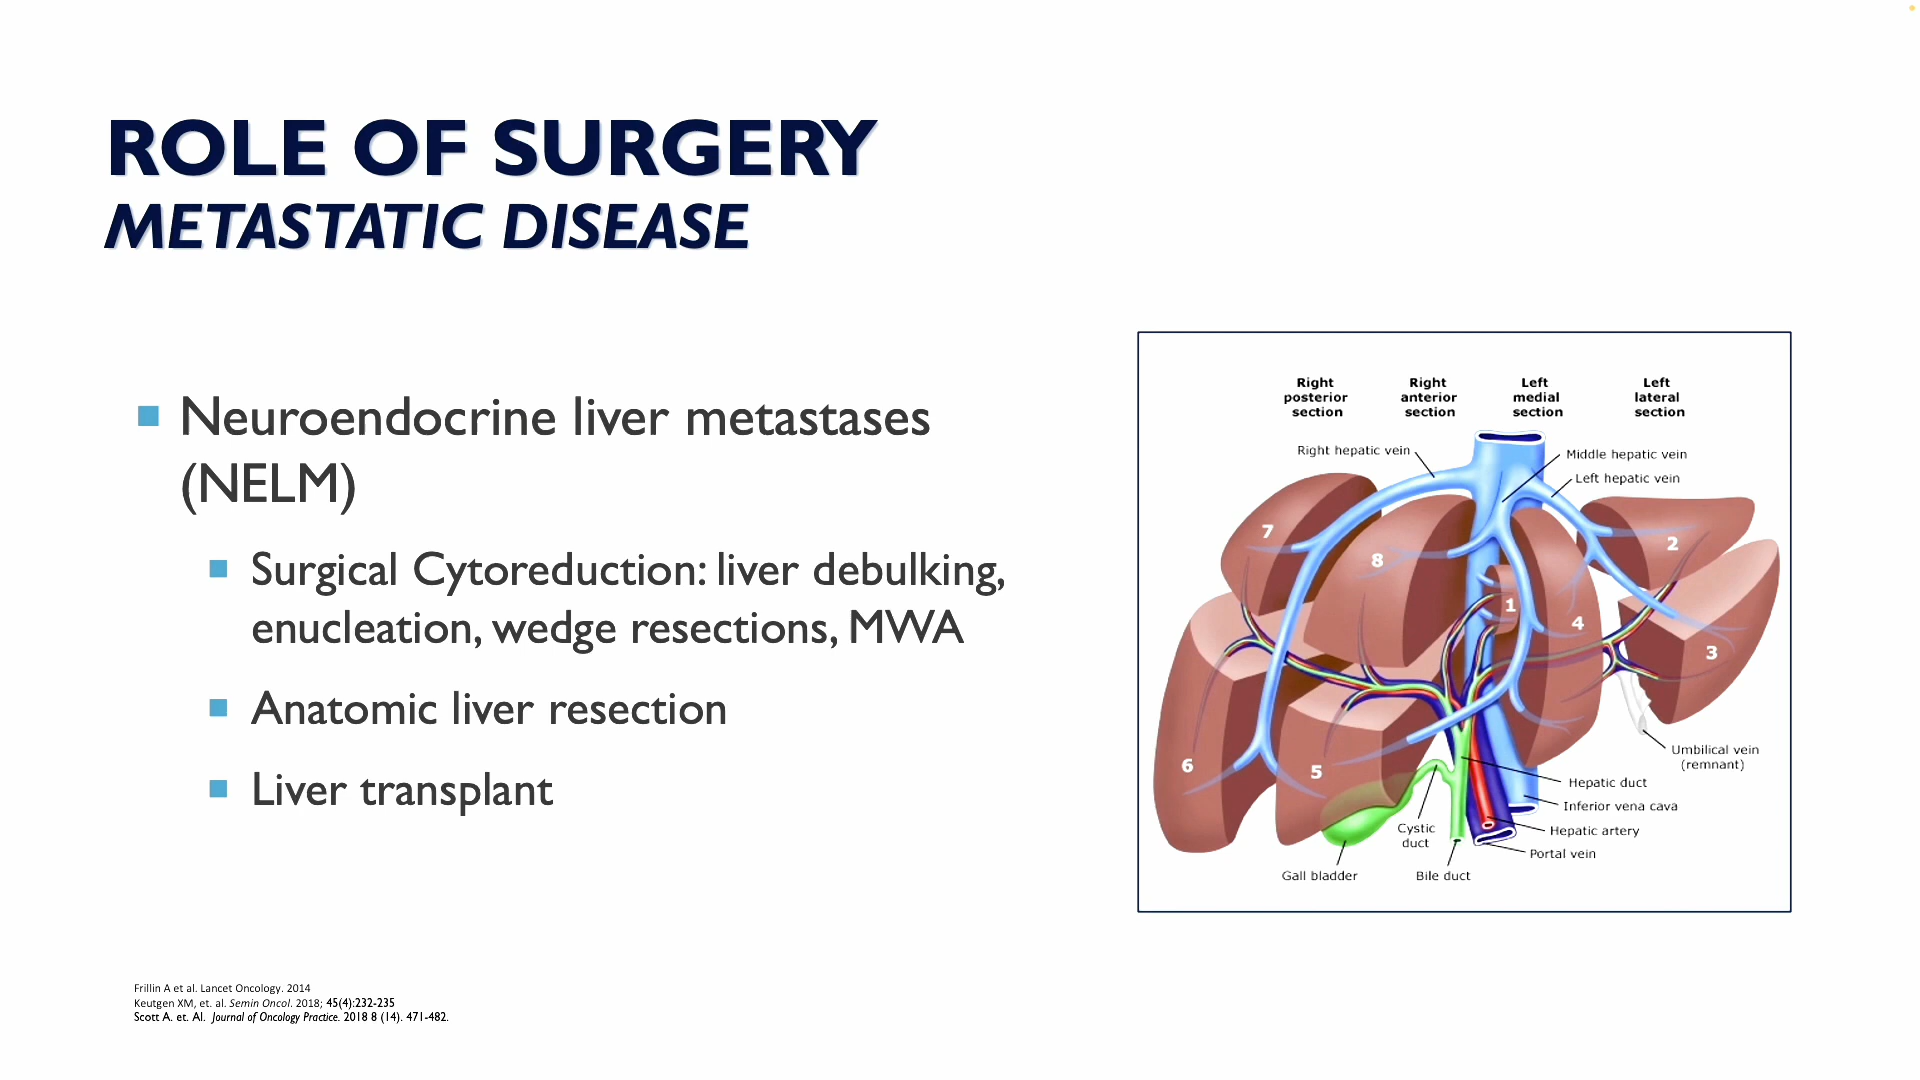 ROLE OF SURGERY
METASTATIC DISEASE
Neuroendocrine liver metastases
(NELM)
Surgical Cytoreduction: liver debulking,
enucleation, wedge resections, MWA
Anatomic liver resection
Liver transplant
Right
posterior
section
Right
anterior
section
Left
medial
section
Left
lateral
section
Right hepatic vein
Middle hepatic vein
Left hepatic vein
7
8
2
1
4
3
6
5
Umbilical vein
(remnant)
Hepatic duct
Inferior vena cava
Cystic
duct
Hepatic artery
Portal vein
Gall bladder
Bile duct
Frillin A et al. Lancet Oncology. 2014
Keutgen XM, et. al. Semin Oncol. 2018; 45(4):232-235
Scott A. et. Al. Journal of Oncology Practice. 2018 8 (14). 471-482.